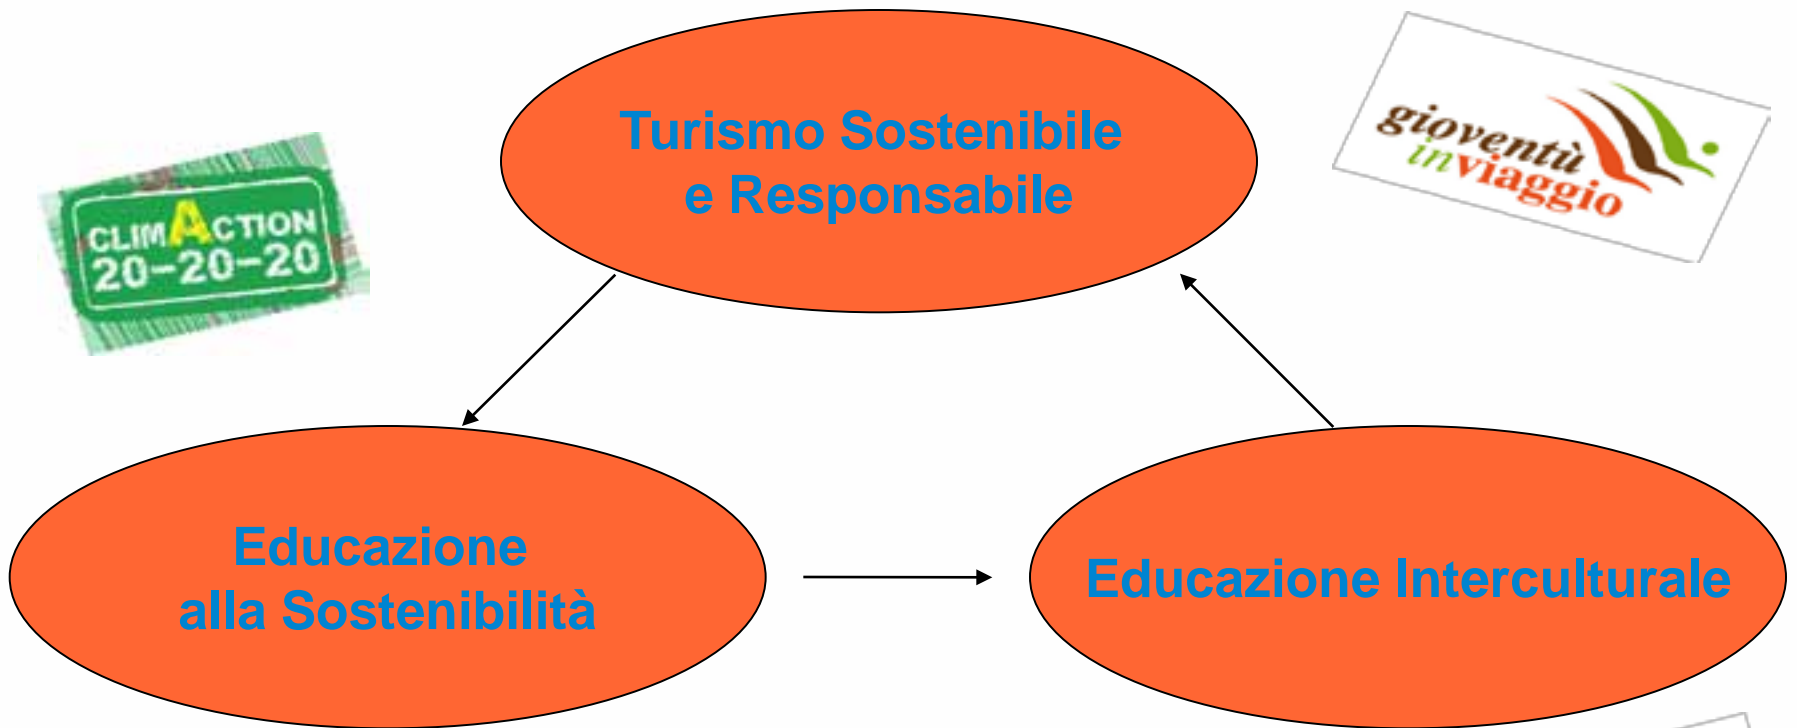 Turismo Sostenibile
e Responsabile
CLIMACTION
20-20-20
gioventù
inviaggio
Educazione
alla Sostenibilità
Educazione Interculturale